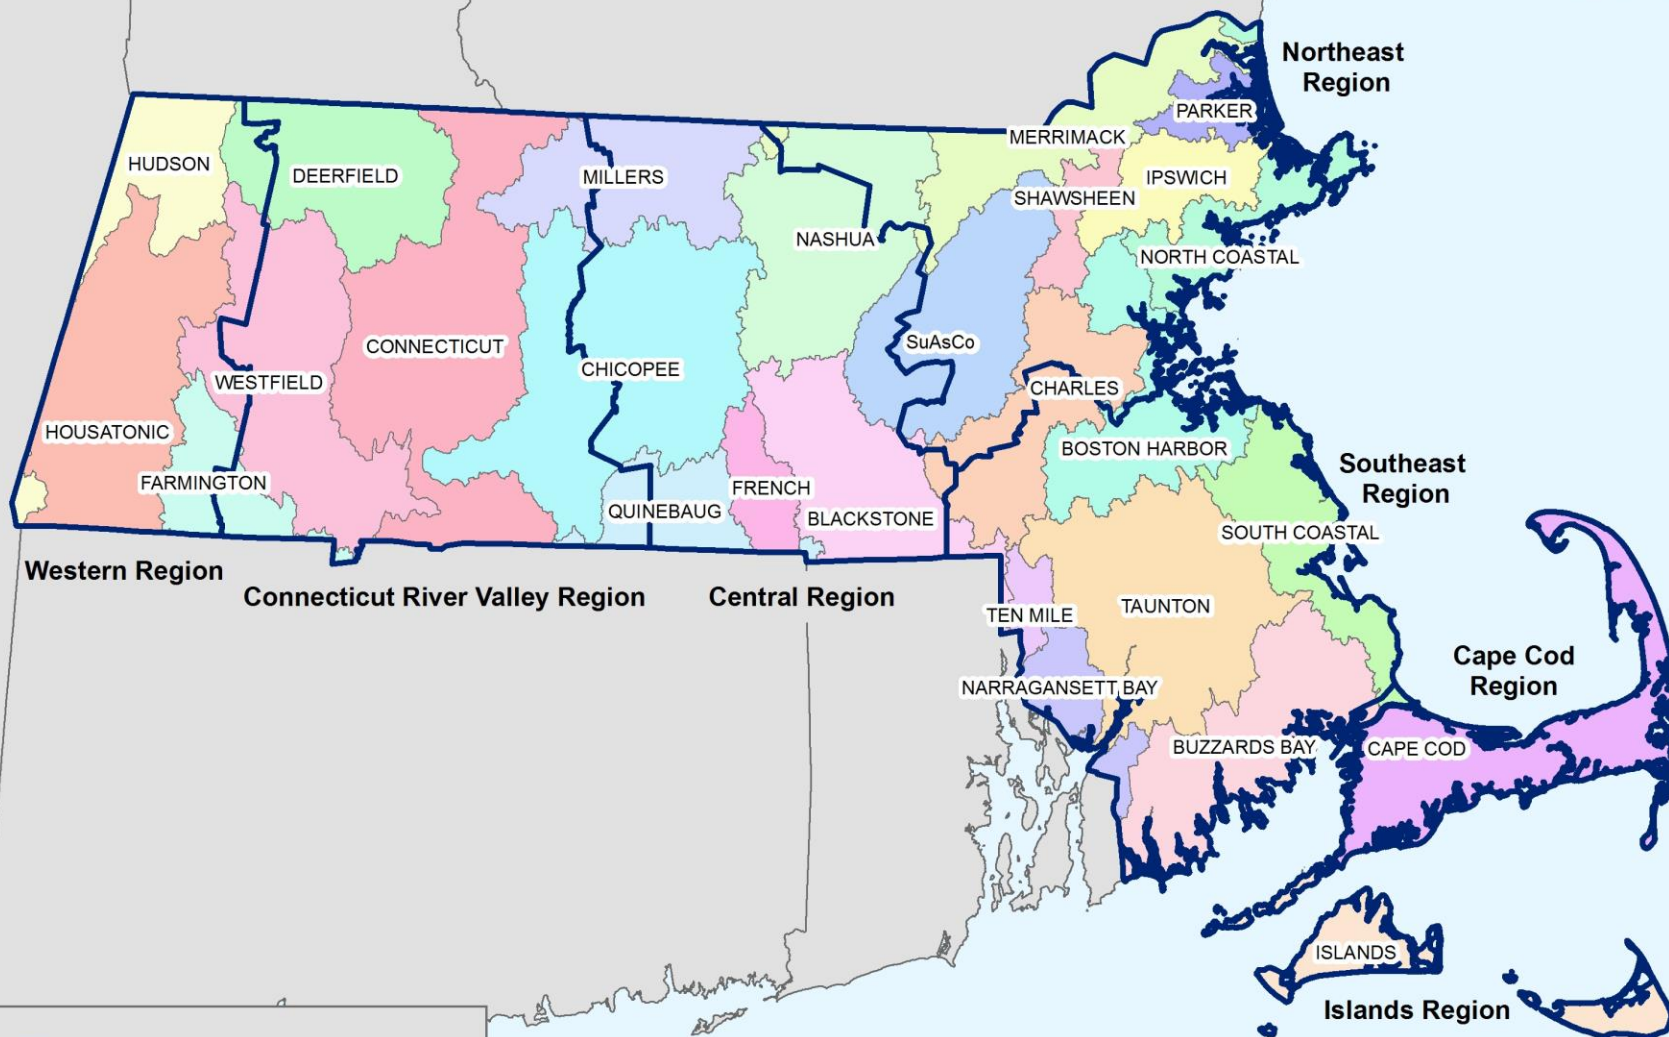 Northeast
Region
PARKER
MERRIMACK
HUDSON
DEERFIELD
MILLERS
IPSWICH
SHAWSHEEN
NASHUA
NORTH COASTAL
CONNECTICUT
SuAsCo
CHICOPEE
WESTFIELD
CHARLES
HOUSATONIC
BOSTON HARBOR
Southeast
Region
FARMINGTON
FRENCH
QUINEBAUG
BLACKSTONE
SOUTH COASTAL
Western Region
Connecticut River Valley Region
Central Region
TEN MILE
TAUNTON
Cape Cod
Region
NARRAGANSETT BAY
BUZZARDS BAY
CAPE COD
ISLANDS
Islands Region